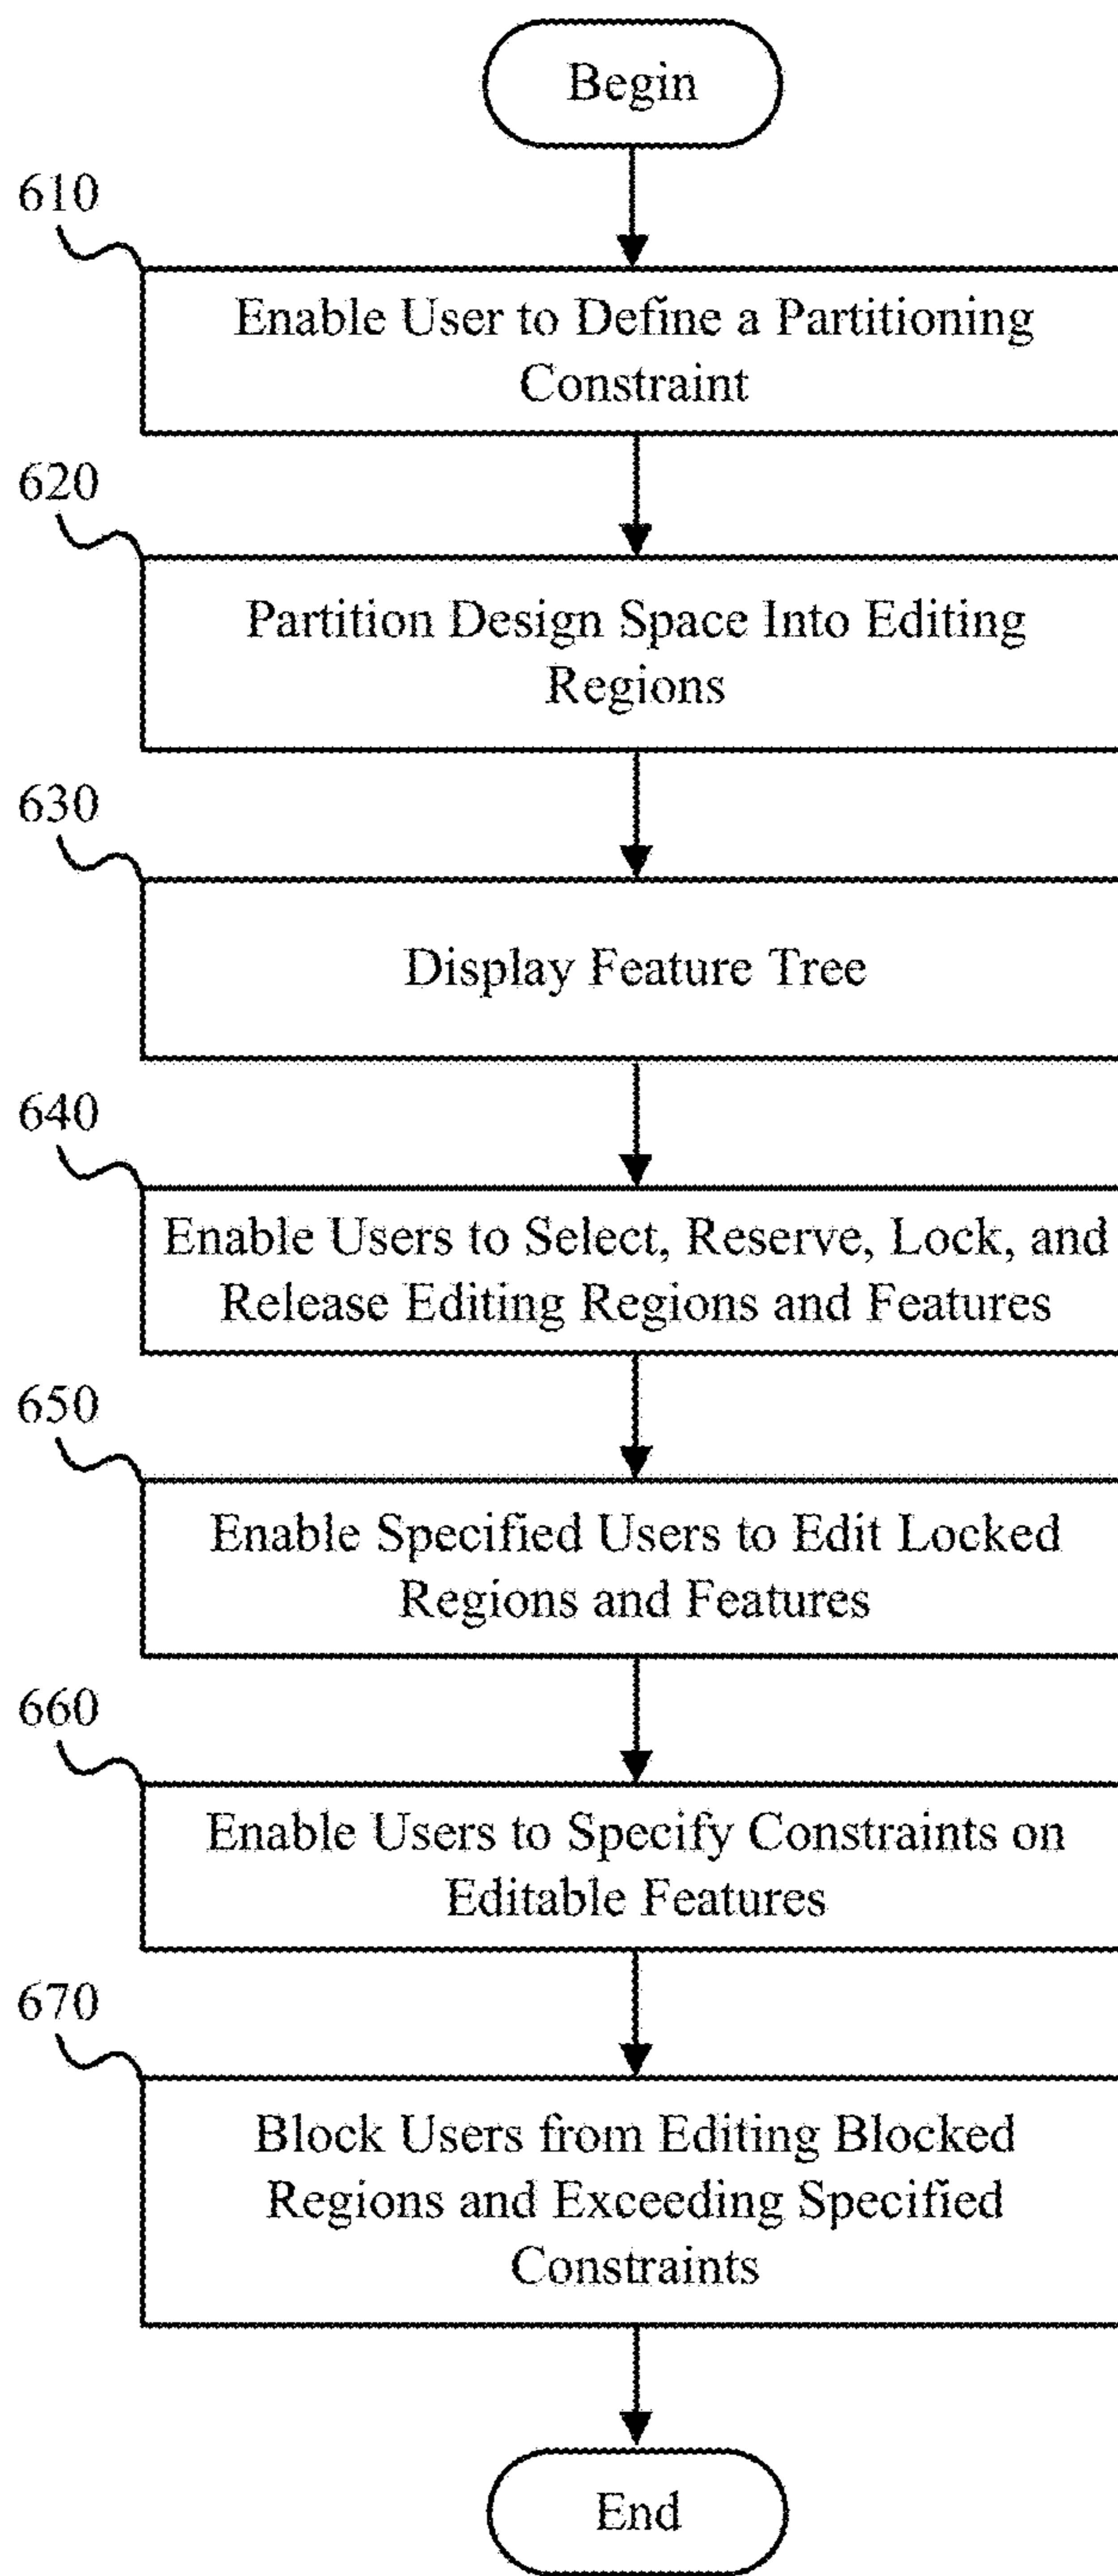 Begin
610
Enable User to Define a Partitioning
Constraint
620
Partition Design Space Into Editing
Regions
630
Display Feature Tree
640
Enable Users to Select, Reserve, Lock, and
Release Editing Regions and Features
650
Enable Specified Users to Edit Locked
Regions and Features
660
Enable Users to Specify Constraints on
Editable Features
670
Block Users from Editing Blocked
Regions and Exceeding Specified
Constraints
End